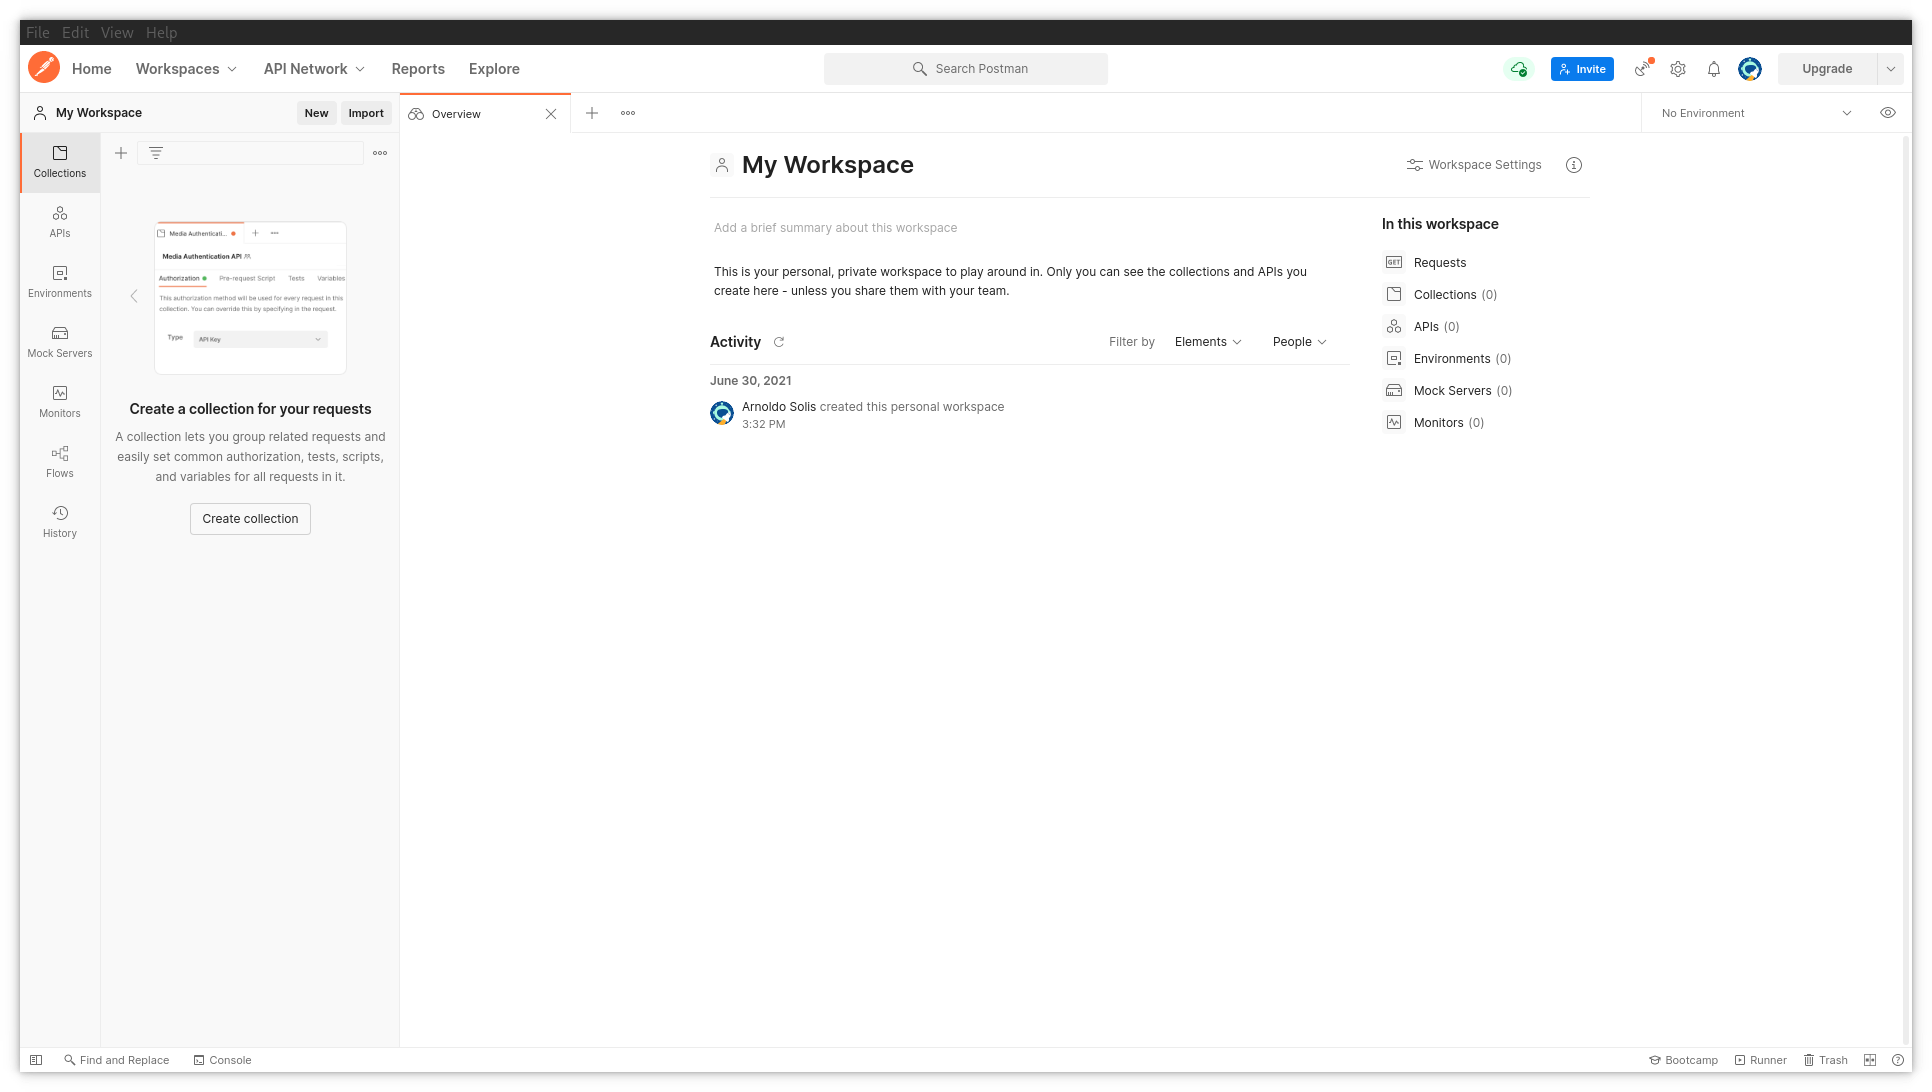 File Edit View Help
Home Workspaces API Network Reports Explore Search Postman Invite Upgrade
My Workspace New Import Overview No Environment
Collections
APIs
Environments
Mock Servers
Monitors
Flows
History
Media Authenticati...
Media Authentication API
Authorization Pre-request Script Tests Variables
This authorization method will be used for every request in this
collection. You can override this by specifying in the request.
Type API Key
Create a collection for your requests
A collection lets you group related requests and
easily set common authorization, tests, scripts,
and variables for all requests in it.
Create collection
My Workspace Workspace Settings
Add a brief summary about this workspace
This is your personal, private workspace to play around in. Only you can see the collections and APIs you
create here - unless you share them with your team.
Activity Filter by Elements People
June 30, 2021
Arnoldo Solis created this personal workspace
3:32 PM
In this workspace
GET Requests
Collections (0)
APIs (0)
Environments (0)
Mock Servers (0)
Monitors (0)
Find and Replace Console Bootcamp Runner Trash